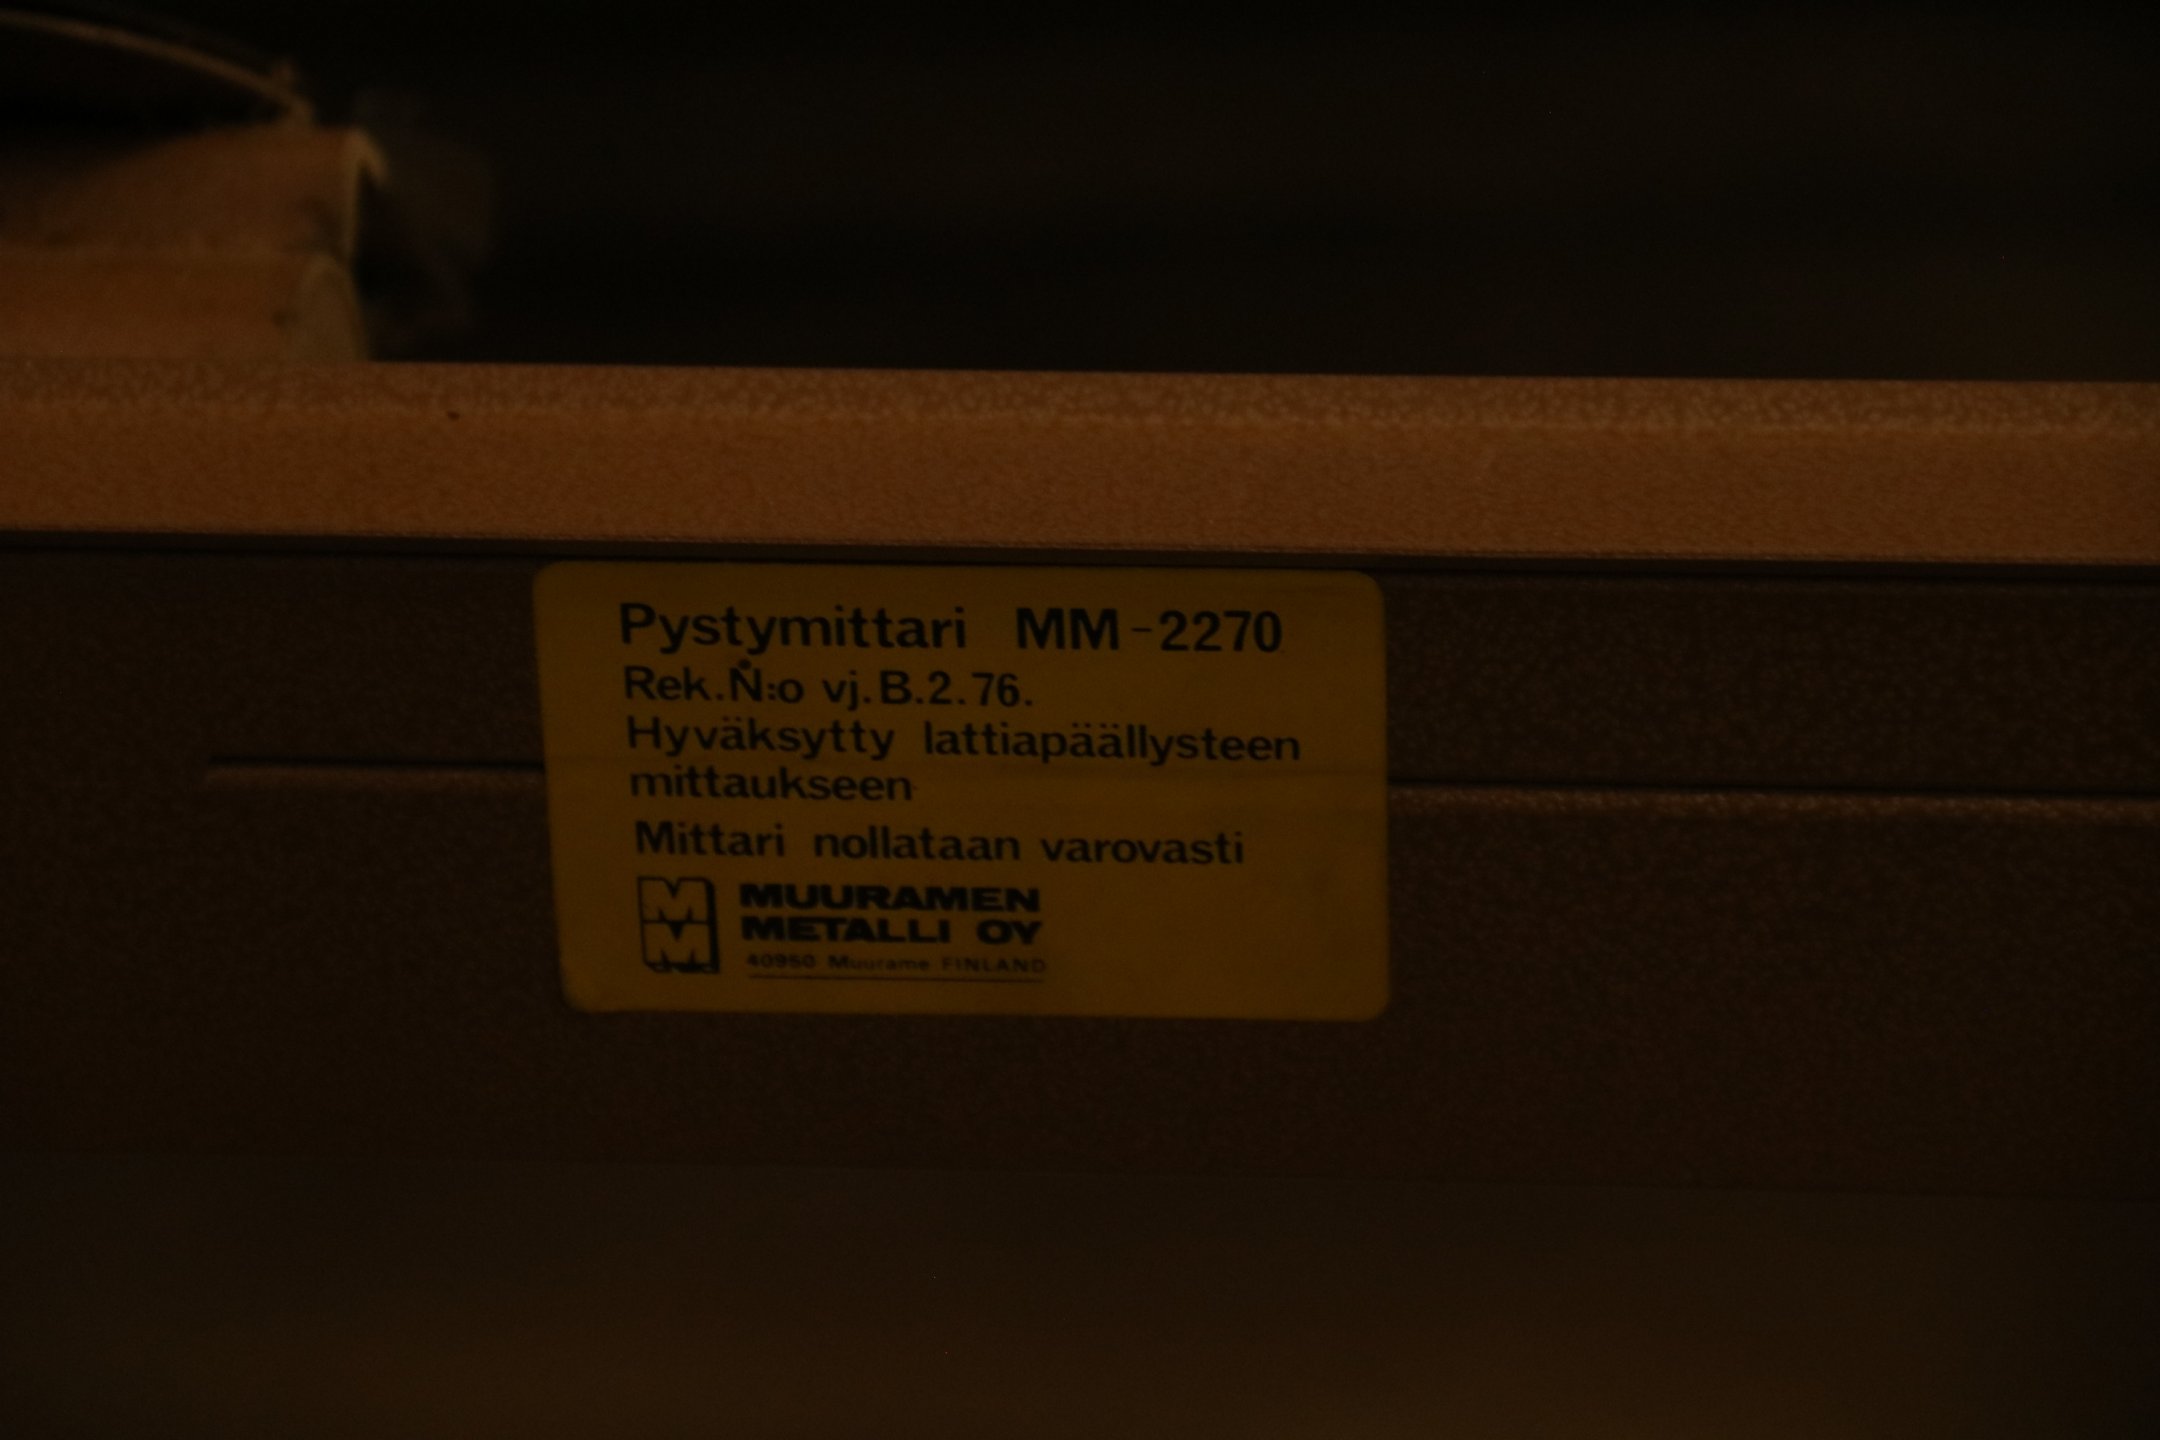 Pystymittari MM-2270
Rek.N:o vj.B.2.76.
Hyväksytty lattiapäällysteen
mittaukseen
Mittari nollataan varovasti
MM
MUURAMEN
METALLI OY
40950 Muurame FINLAND